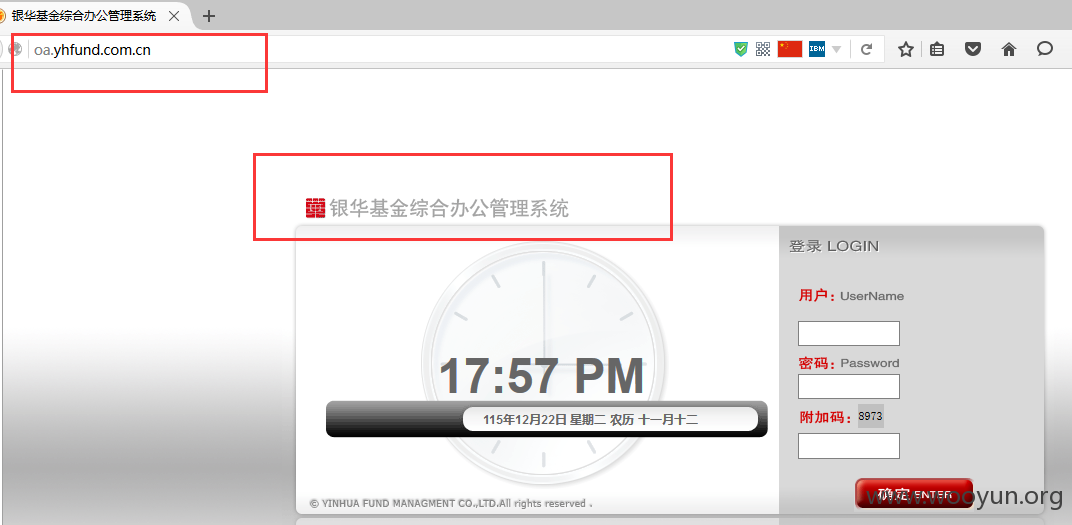 银华基金综合办公管理系统
oa.yhfund.com.cn
IBM
银华基金综合办公管理系统
登录 LOGIN
用户：UserName
密码：Password
17:57 PM
附加码：8973
115年12月22日 星期二 农历 十一月十二
确定 ENTER
www.wooyun.org
© YINHUA FUND MANAGMENT CO.,LTD.All rights reserved .